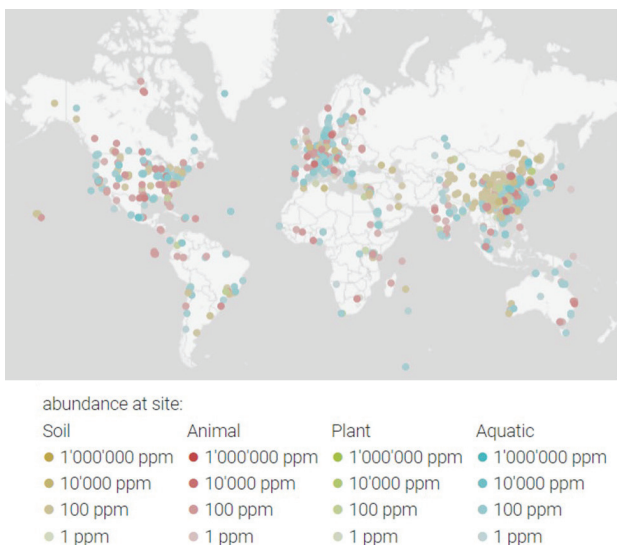 abundance at site:
Soil Animal Plant Aquatic
1'000'000 ppm 1'000'000 ppm 1'000'000 ppm 1'000'000 ppm
10'000 ppm 10'000 ppm 10'000 ppm 10'000 ppm
100 ppm 100 ppm 100 ppm 100 ppm
1 ppm 1 ppm 1 ppm 1 ppm